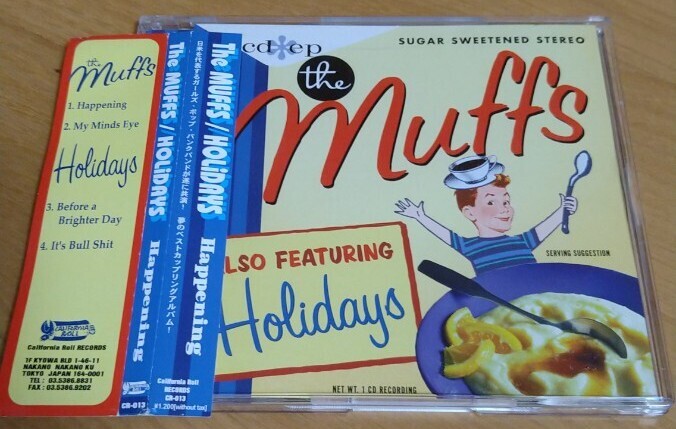 the
Muffs
1. Happening
2. My Minds Eye
Holidays
3. Before a
Brighter Day
4. It's Bull Shit
CALIFORNIA
ROLL
California Roll RECORDS
1F KYOWA BLD 1-46-11
NAKANO NAKANO KU
TOKYO JAPAN 164-0001
TEL : 03.5386.8831
FAX : 03.5386.9202
The MUFFS // HOLIDAYS
Happening
CR-013
日米を代表するガールズ・ポップ・パンクバンドが遂に共演!
夢のベストカップリングアルバム!
The MUFFS // HOLIDAYS
Happening
California Roll
RECORDS
CR-013
¥1,200[without tax]
cd ep
SUGAR SWEETENED STEREO
the
Muffs
SERVING SUGGESTION
LSO FEATURING
Holidays
NET WT. 1 CD RECORDING